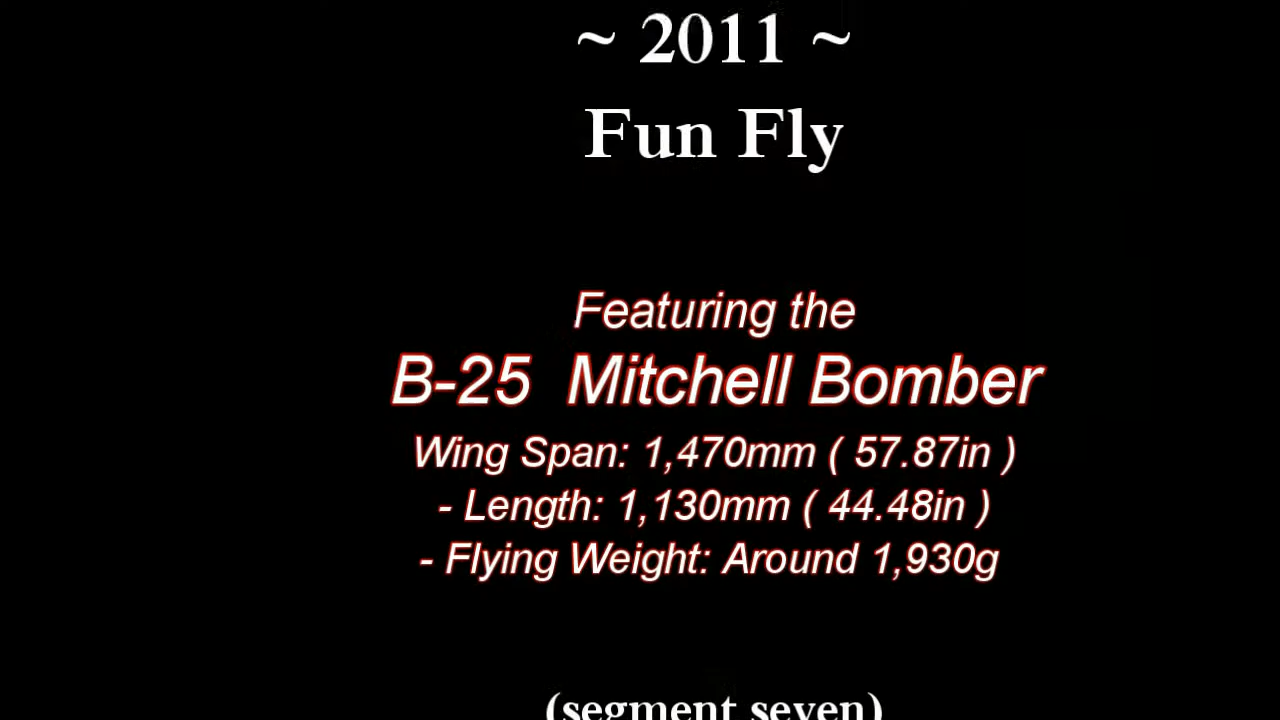 ~ 2011 ~
Fun Fly
Featuring the
B-25 Mitchell Bomber
Wing Span: 1,470mm ( 57.87in )
- Length: 1,130mm ( 44.48in )
- Flying Weight: Around 1,930g
(segment seven)